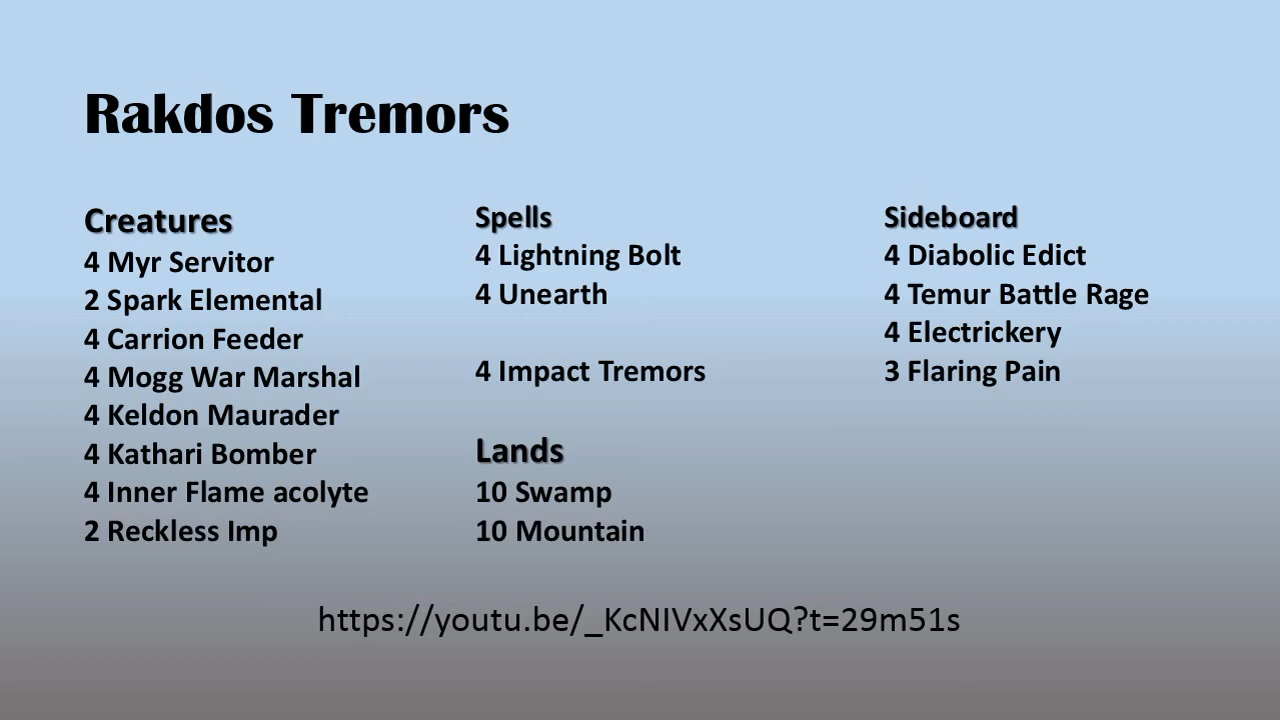 Rakdos Tremors
Creatures
4 Myr Servitor
2 Spark Elemental
4 Carrion Feeder
4 Mogg War Marshal
4 Keldon Maurader
4 Kathari Bomber
4 Inner Flame acolyte
2 Reckless Imp
Spells
4 Lightning Bolt
4 Unearth
4 Impact Tremors
Lands
10 Swamp
10 Mountain
Sideboard
4 Diabolic Edict
4 Temur Battle Rage
4 Electrickery
3 Flaring Pain
https://youtu.be/_KcNIVxXsUQ?t=29m51s